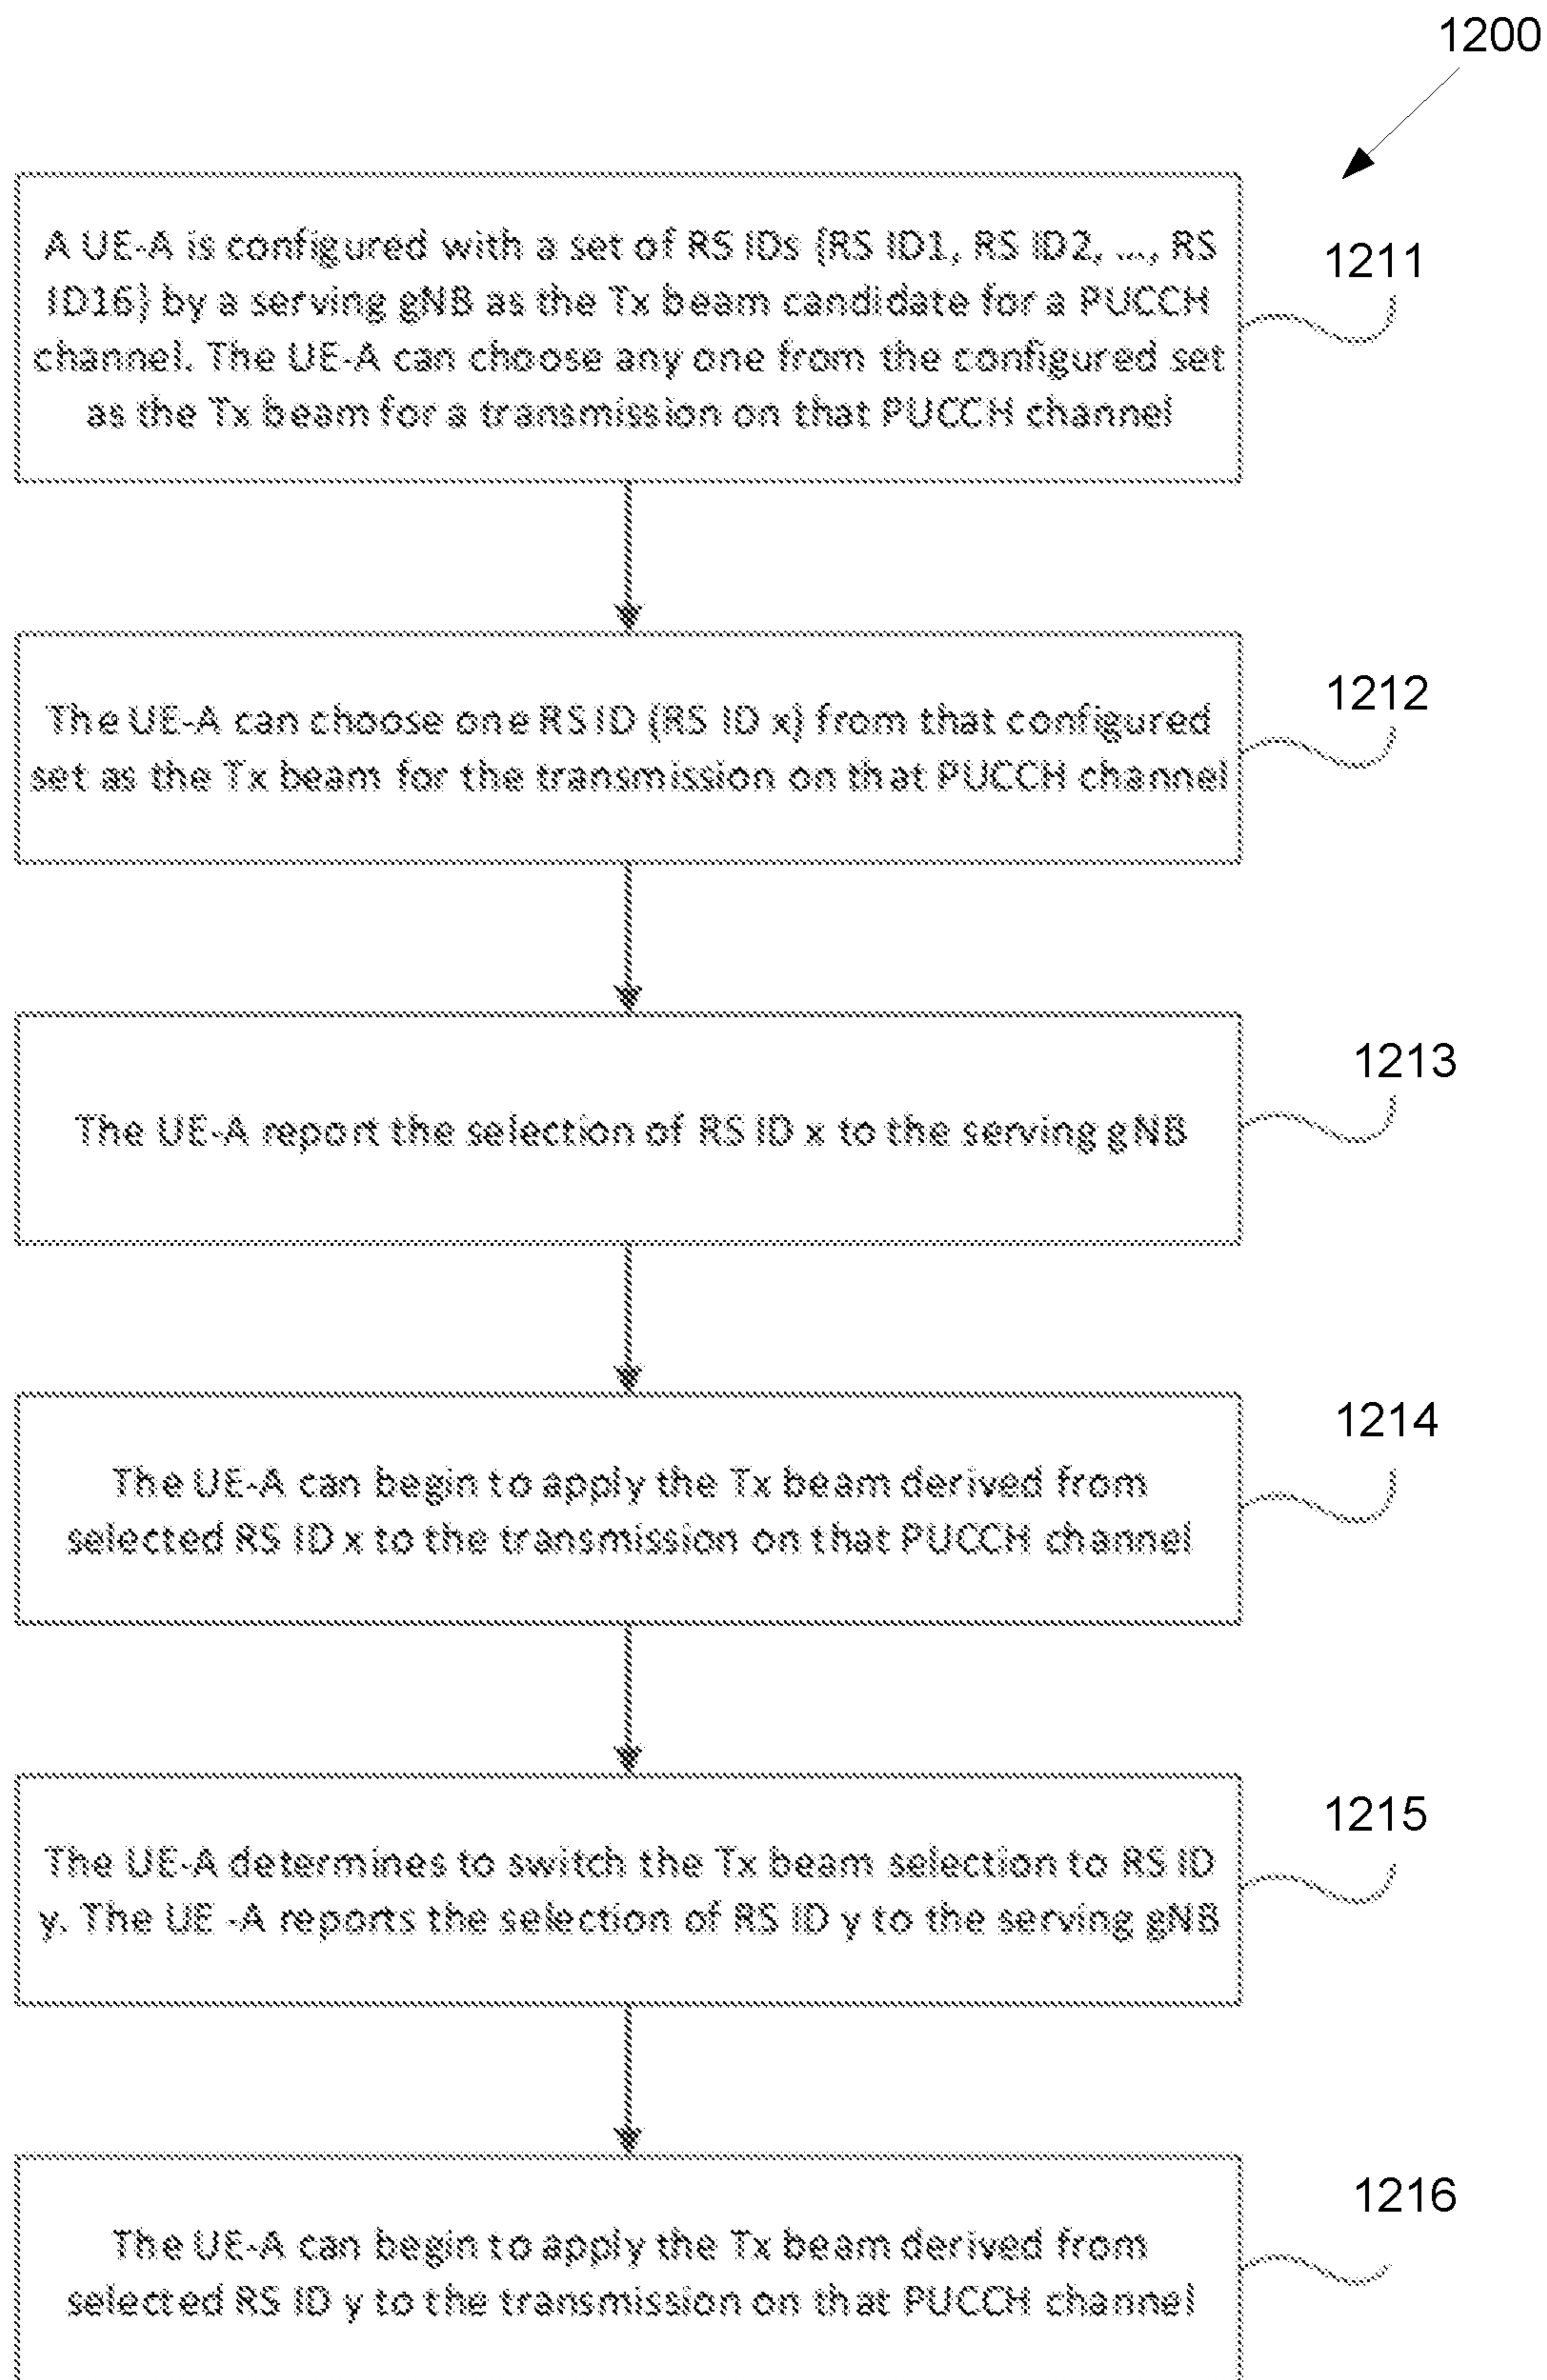 1200
A UE-A is configured with a set of RS IDs {RS ID1, RS ID2, ..., RS
ID16} by a serving gNB as the Tx beam candidate for a PUCCH
channel. The UE-A can choose any one from the configured set
as the Tx beam for a transmission on that PUCCH channel
1211
The UE-A can choose one RS ID (RS ID x) from that configured
set as the Tx beam for the transmission on that PUCCH channel
1212
The UE-A report the selection of RS ID x to the serving gNB
1213
The UE-A can begin to apply the Tx beam derived from
selected RS ID x to the transmission on that PUCCH channel
1214
The UE-A determines to switch the Tx beam selection to RS ID
y. The UE -A reports the selection of RS ID y to the serving gNB
1215
The UE-A can begin to apply the Tx beam derived from
selected RS ID y to the transmission on that PUCCH channel
1216